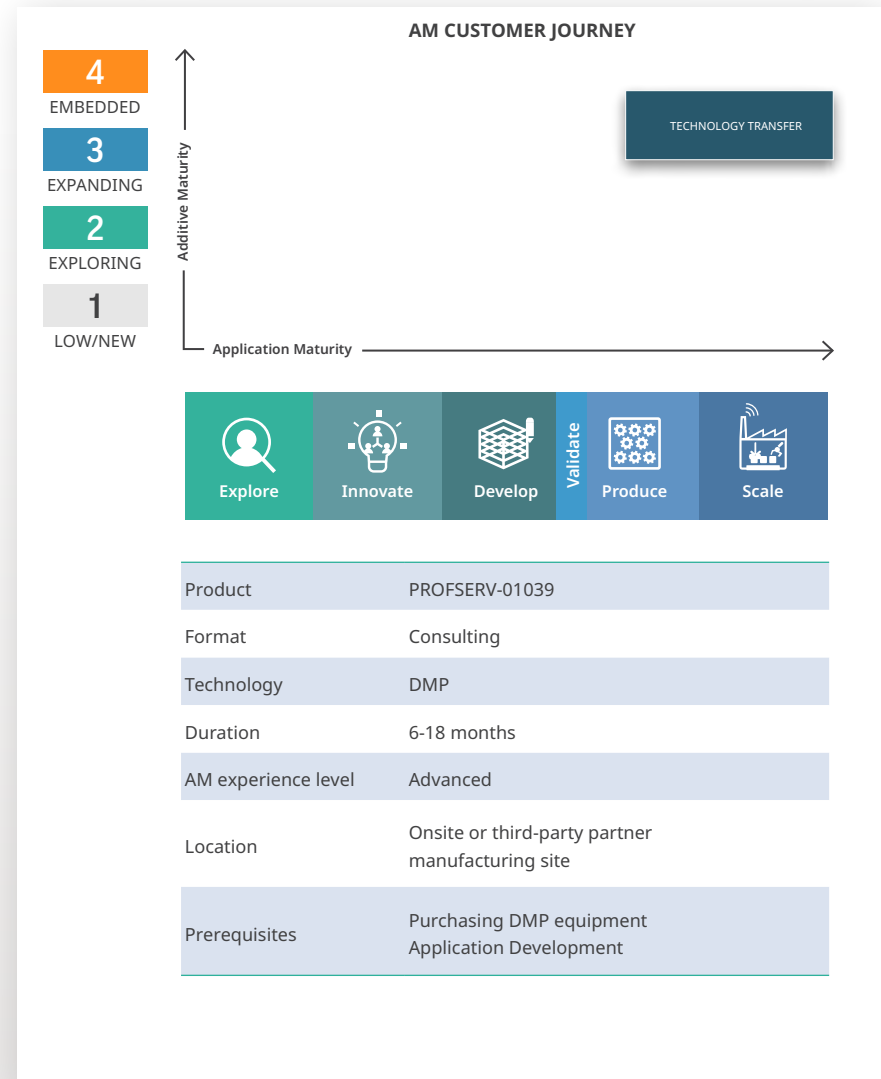 AM CUSTOMER JOURNEY
4
EMBEDDED
3
EXPANDING
2
EXPLORING
1
LOW/NEW
Additive Maturity
TECHNOLOGY TRANSFER
Application Maturity
Explore
Innovate
Develop
Validate
Produce
Scale
Product PROFSERV-01039
Format Consulting
Technology DMP
Duration 6-18 months
AM experience level Advanced
Location Onsite or third-party partner
manufacturing site
Prerequisites Purchasing DMP equipment
Application Development